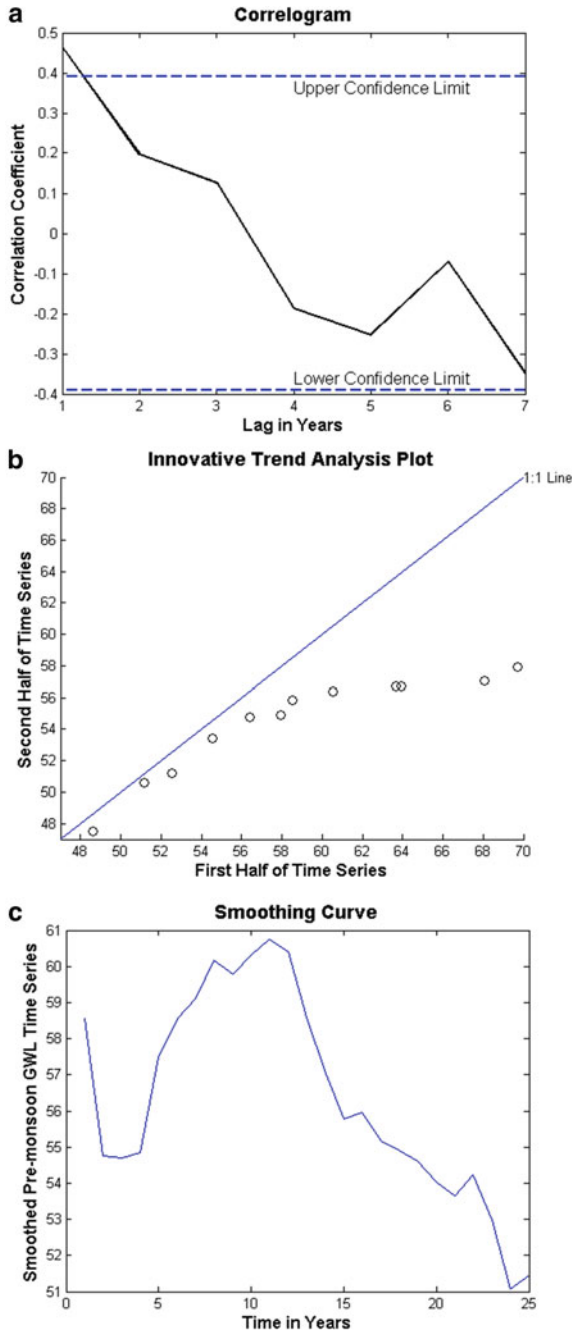 a
Correlogram
0.5
0.4
0.3
0.2
0.1
0
-0.1
-0.2
-0.3
-0.4
Correlation Coefficient
Upper Confidence Limit
Lower Confidence Limit
1 2 3 4 5 6 7
Lag in Years
b
Innovative Trend Analysis Plot
70
68
66
64
62
60
58
56
54
52
50
48
Second Half of Time Series
1:1 Line
48 50 52 54 56 58 60 62 64 66 68 70
First Half of Time Series
c
Smoothing Curve
61
60
59
58
57
56
55
54
53
52
51
Smoothed Pre-monsoon GWL Time Series
0 5 10 15 20 25
Time in Years